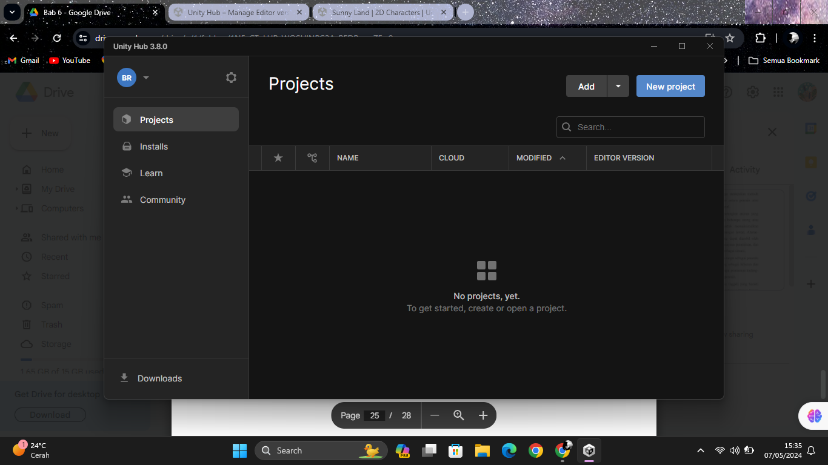 Bab 6 - Google Drive
Unity Hub – Manage Editor ver
Sunny Land | 2D Characters | U
Gmail
YouTube
Semua Bookmark
Unity Hub 3.8.0
BR
Projects
Installs
Learn
Community
Downloads
Projects
Add
New project
Search...
NAME
CLOUD
MODIFIED
EDITOR VERSION
No projects, yet.
To get started, create or open a project.
Drive
New
Home
My Drive
Computers
Shared with me
Recent
Starred
Spam
Trash
Storage
Get Drive for desktop
Download
Activity
Page 25 / 28
24°C
Cerah
Search
15:35
07/05/2024